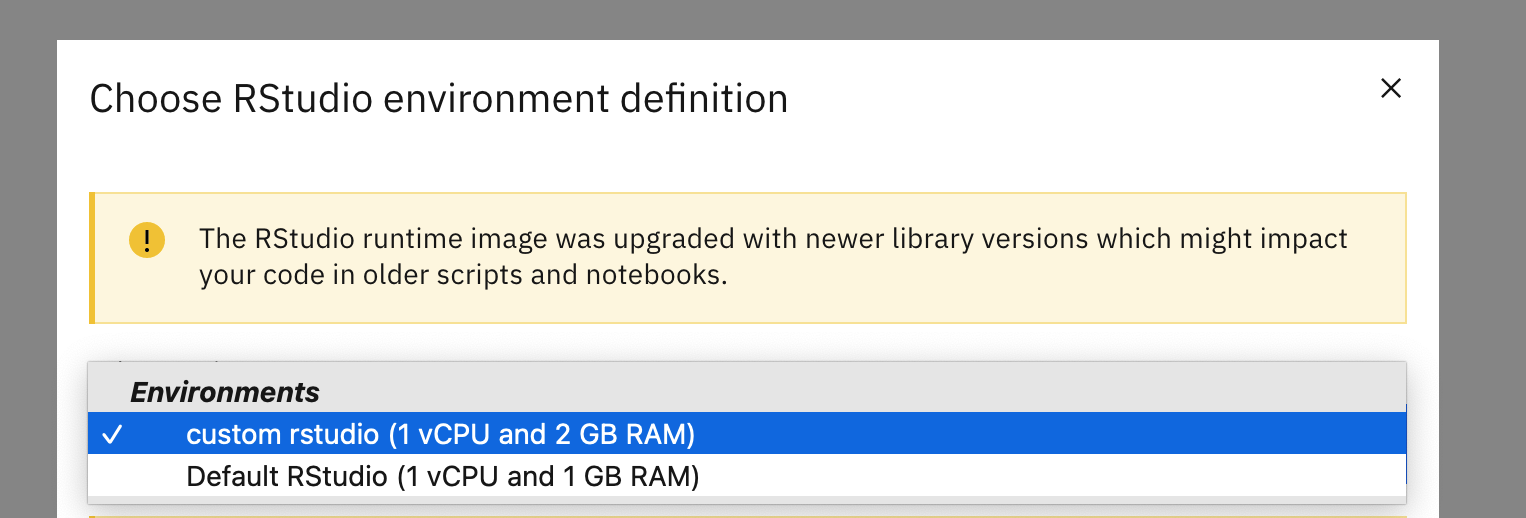 Choose RStudio environment definition
The RStudio runtime image was upgraded with newer library versions which might impact
your code in older scripts and notebooks.
Environments
✓ custom rstudio (1 vCPU and 2 GB RAM)
Default RStudio (1 vCPU and 1 GB RAM)